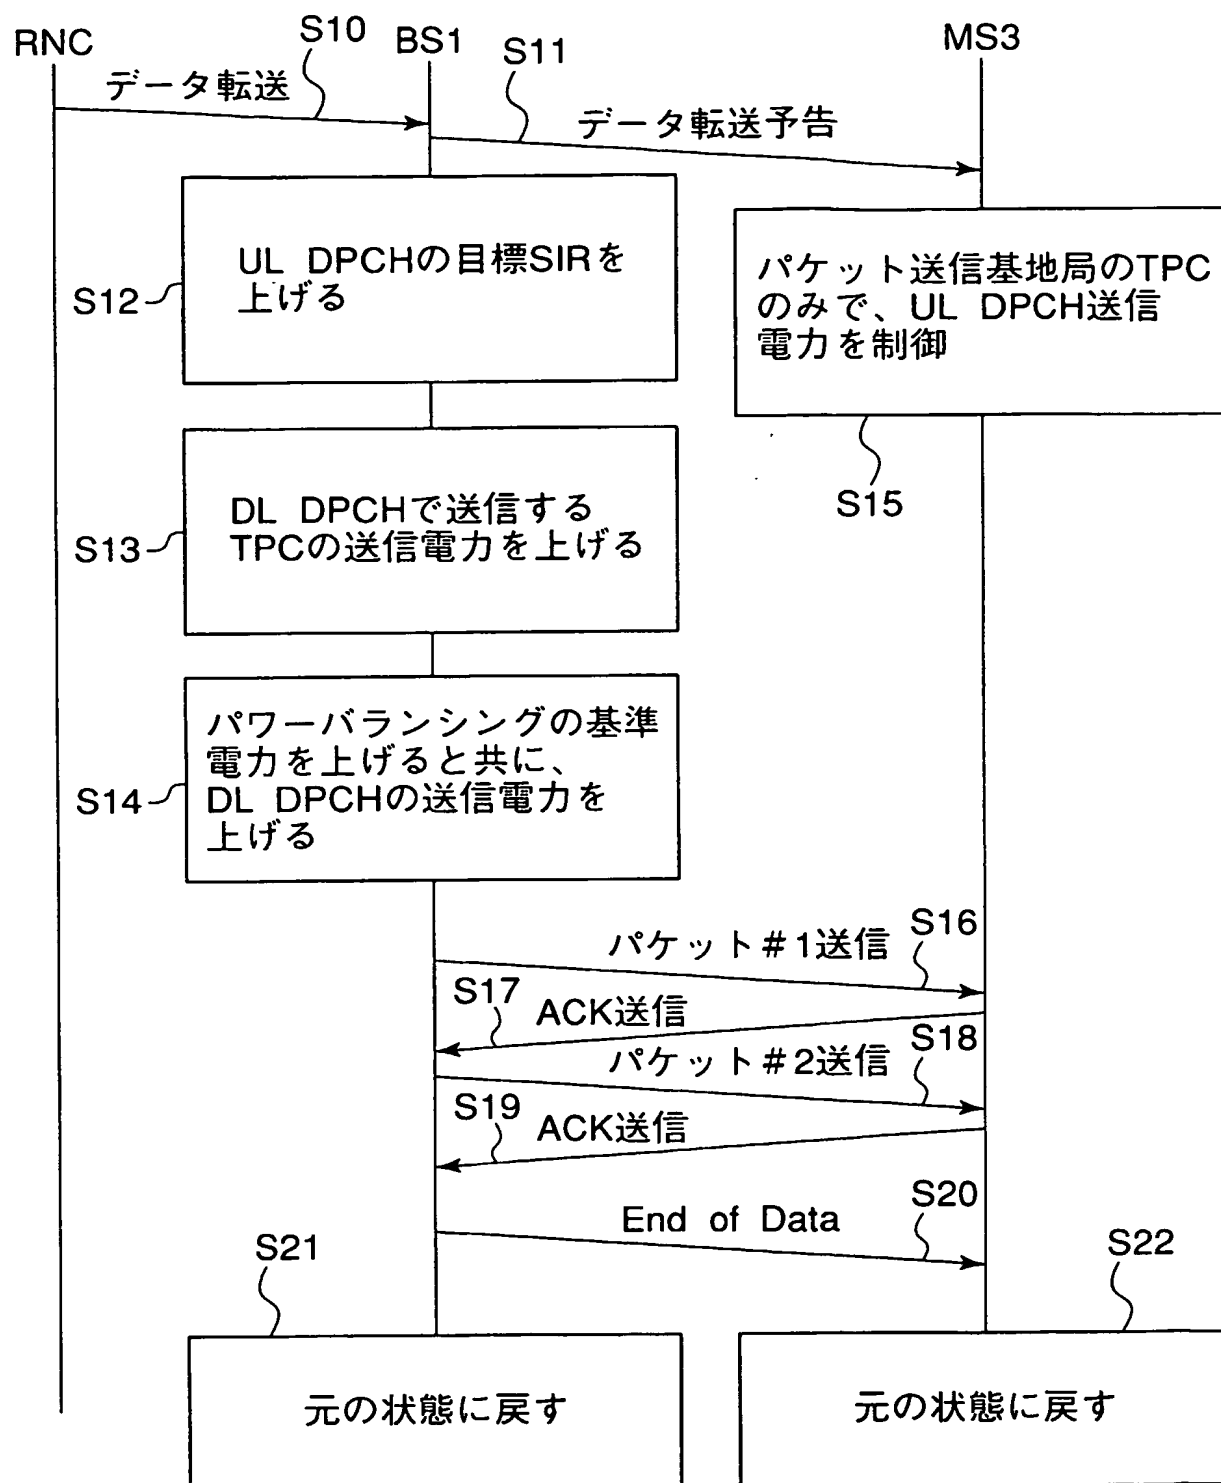 RNC
BS1
MS3
S10
S11
データ転送
データ転送予告
UL DPCHの目標SIRを
上げる
S12
パケット送信基地局のTPC
のみで、UL DPCH送信
電力を制御
S15
DL DPCHで送信する
TPCの送信電力を上げる
S13
パワーバランシングの基準
電力を上げると共に、
DL DPCHの送信電力を
上げる
S14
S16
パケット#1送信
S17
ACK送信
S18
パケット#2送信
S19
ACK送信
S20
End of Data
S21
S22
元の状態に戻す
元の状態に戻す